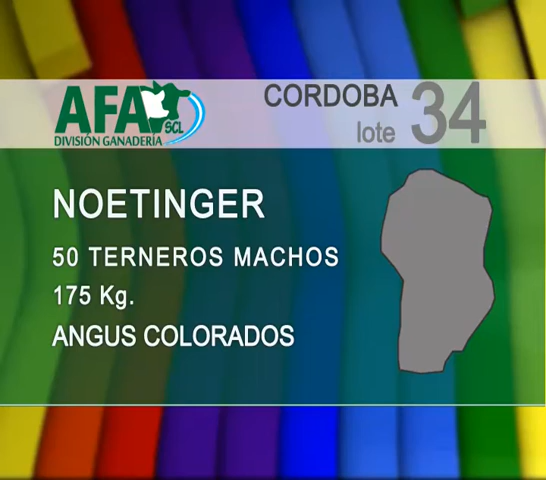 AFA SCL
DIVISIÓN GANADERÍA
CORDOBA
lote 34
NOETINGER
50 TERNEROS MACHOS
175 Kg.
ANGUS COLORADOS